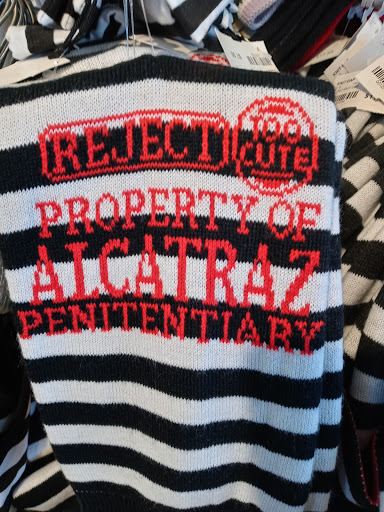 REJECT
TOO
CUTE
PROPERTY OF
ALCATRAZ
PENITENTIARY